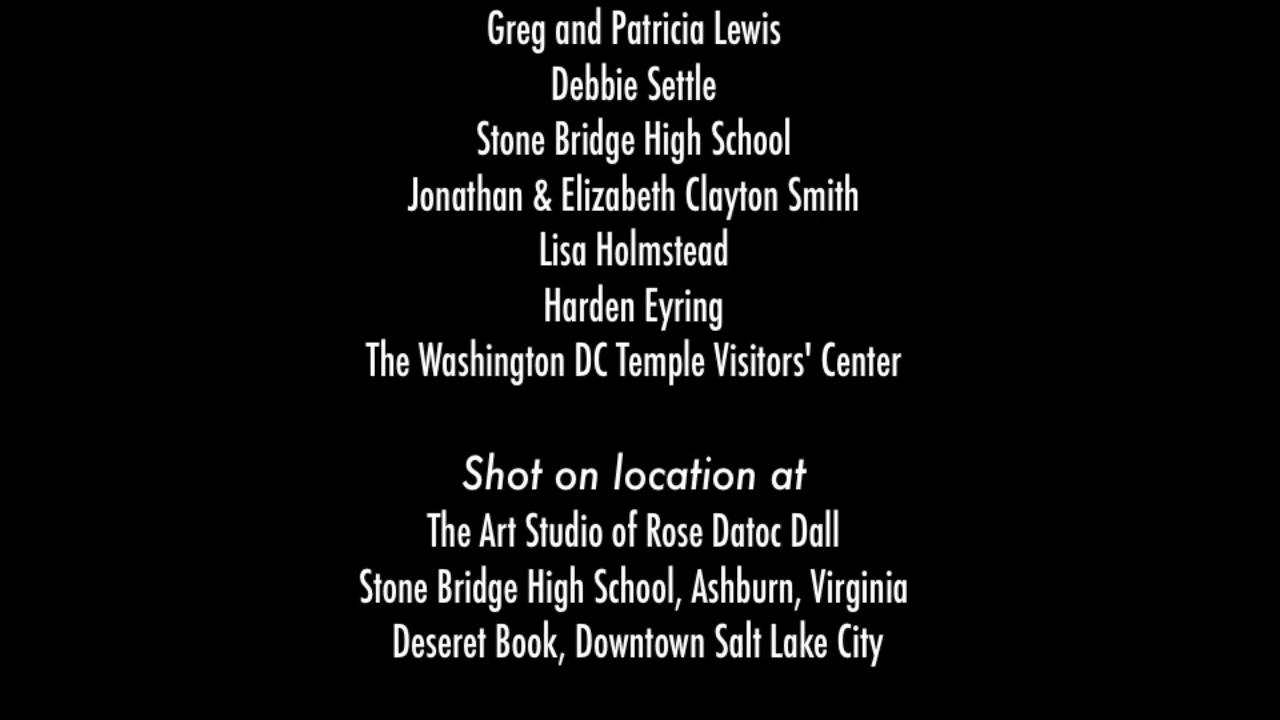 Greg and Patricia Lewis
Debbie Settle
Stone Bridge High School
Jonathan & Elizabeth Clayton Smith
Lisa Holmstead
Harden Eyring
The Washington DC Temple Visitors' Center
Shot on location at
The Art Studio of Rose Datoc Dall
Stone Bridge High School, Ashburn, Virginia
Deseret Book, Downtown Salt Lake City